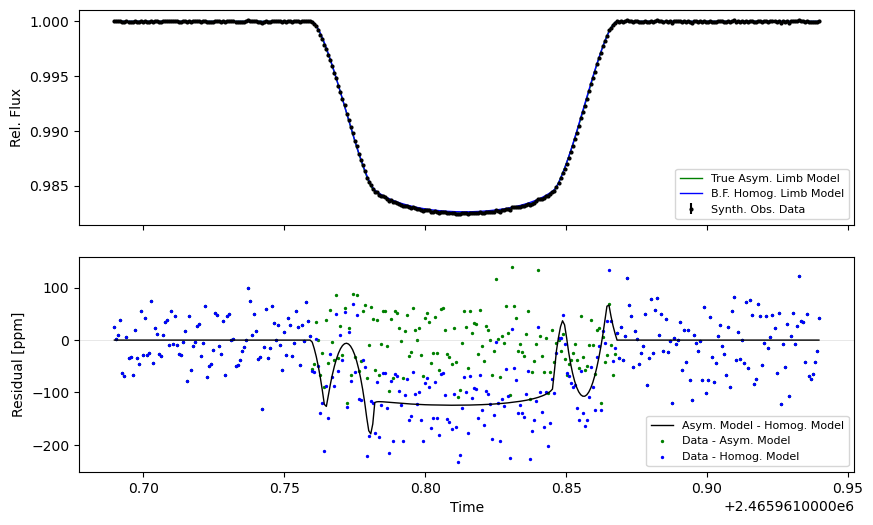 1.000
0.995
0.990
0.985
Rel. Flux
True Asym. Limb Model
B.F. Homog. Limb Model
Synth. Obs. Data
100
0
−100
−200
Residual [ppm]
Asym. Model - Homog. Model
Data - Asym. Model
Data - Homog. Model
0.70 0.75 0.80 0.85 0.90 0.95
Time
+2.4659610000e6